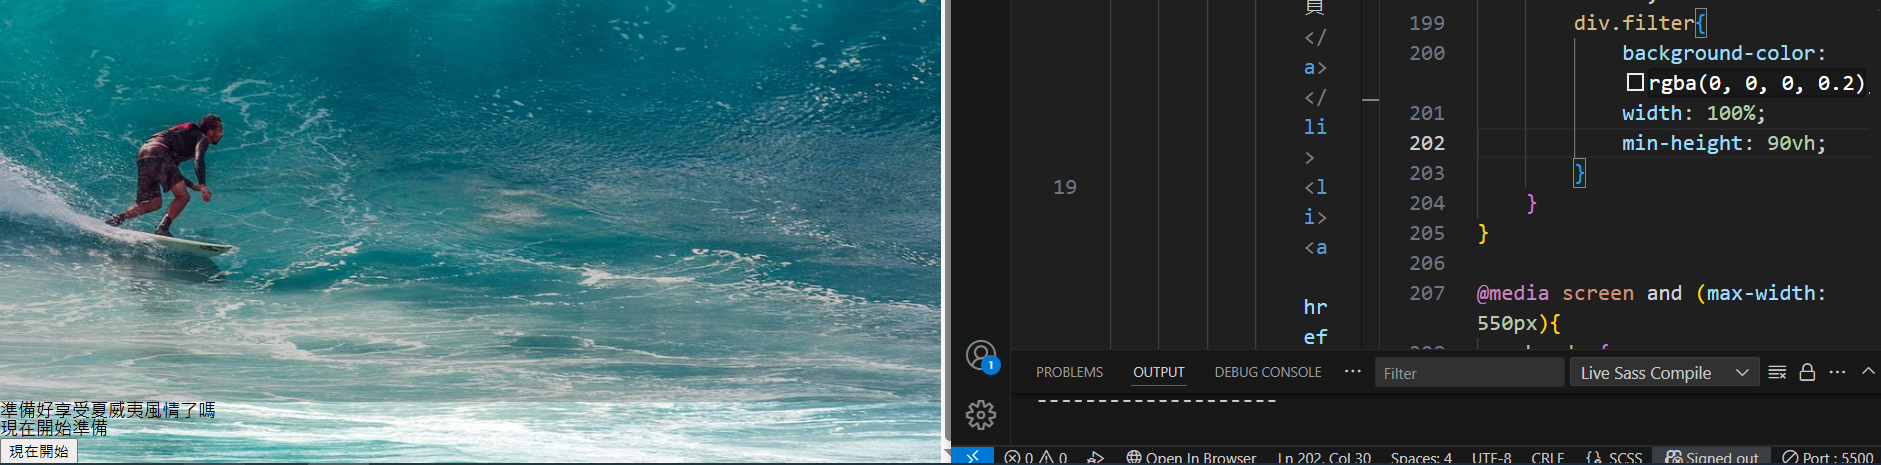 準備好享受夏威夷風情了嗎
現在開始準備
現在開始
頁
</
a>
</
li
>
<l
i>
<a
hr
ef
19
199 div.filter{
200 background-color:
rgba(0, 0, 0, 0.2)
201 width: 100%;
202 min-height: 90vh;
203 }
204 }
205 }
206
207 @media screen and (max-width:
550px){
PROBLEMS OUTPUT DEBUG CONSOLE ... Filter Live Sass Compile
--------------------
1
0 0 Open In Browser Ln 202, Col 30 Spaces: 4 UTF-8 CRLF {} SCSS Signed out Port : 5500